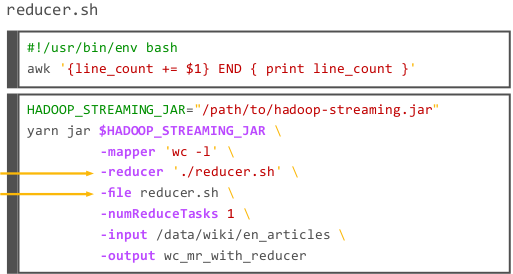 reducer.sh
#!/usr/bin/env bash
awk '{line_count += $1} END { print line_count }'
HADOOP_STREAMING_JAR="/path/to/hadoop-streaming.jar"
yarn jar $HADOOP_STREAMING_JAR \
-mapper 'wc -l' \
-reducer './reducer.sh' \
-file reducer.sh \
-numReduceTasks 1 \
-input /data/wiki/en_articles \
-output wc_mr_with_reducer